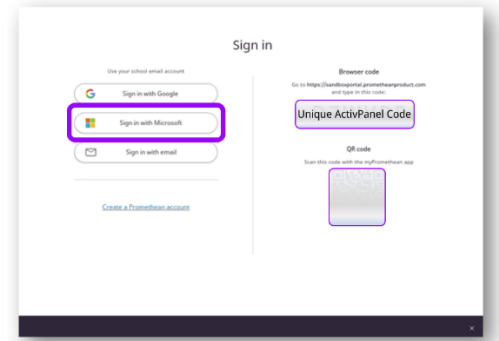 Sign in
Use your school email account
Sign in with Google
Sign in with Microsoft
Sign in with email
Create a Promethean account
Browser code
Go to https://sandboxportal.prometheanproduct.com
and type in this code:
Unique ActivPanel Code
QR code
Scan this code with the myPromethean app